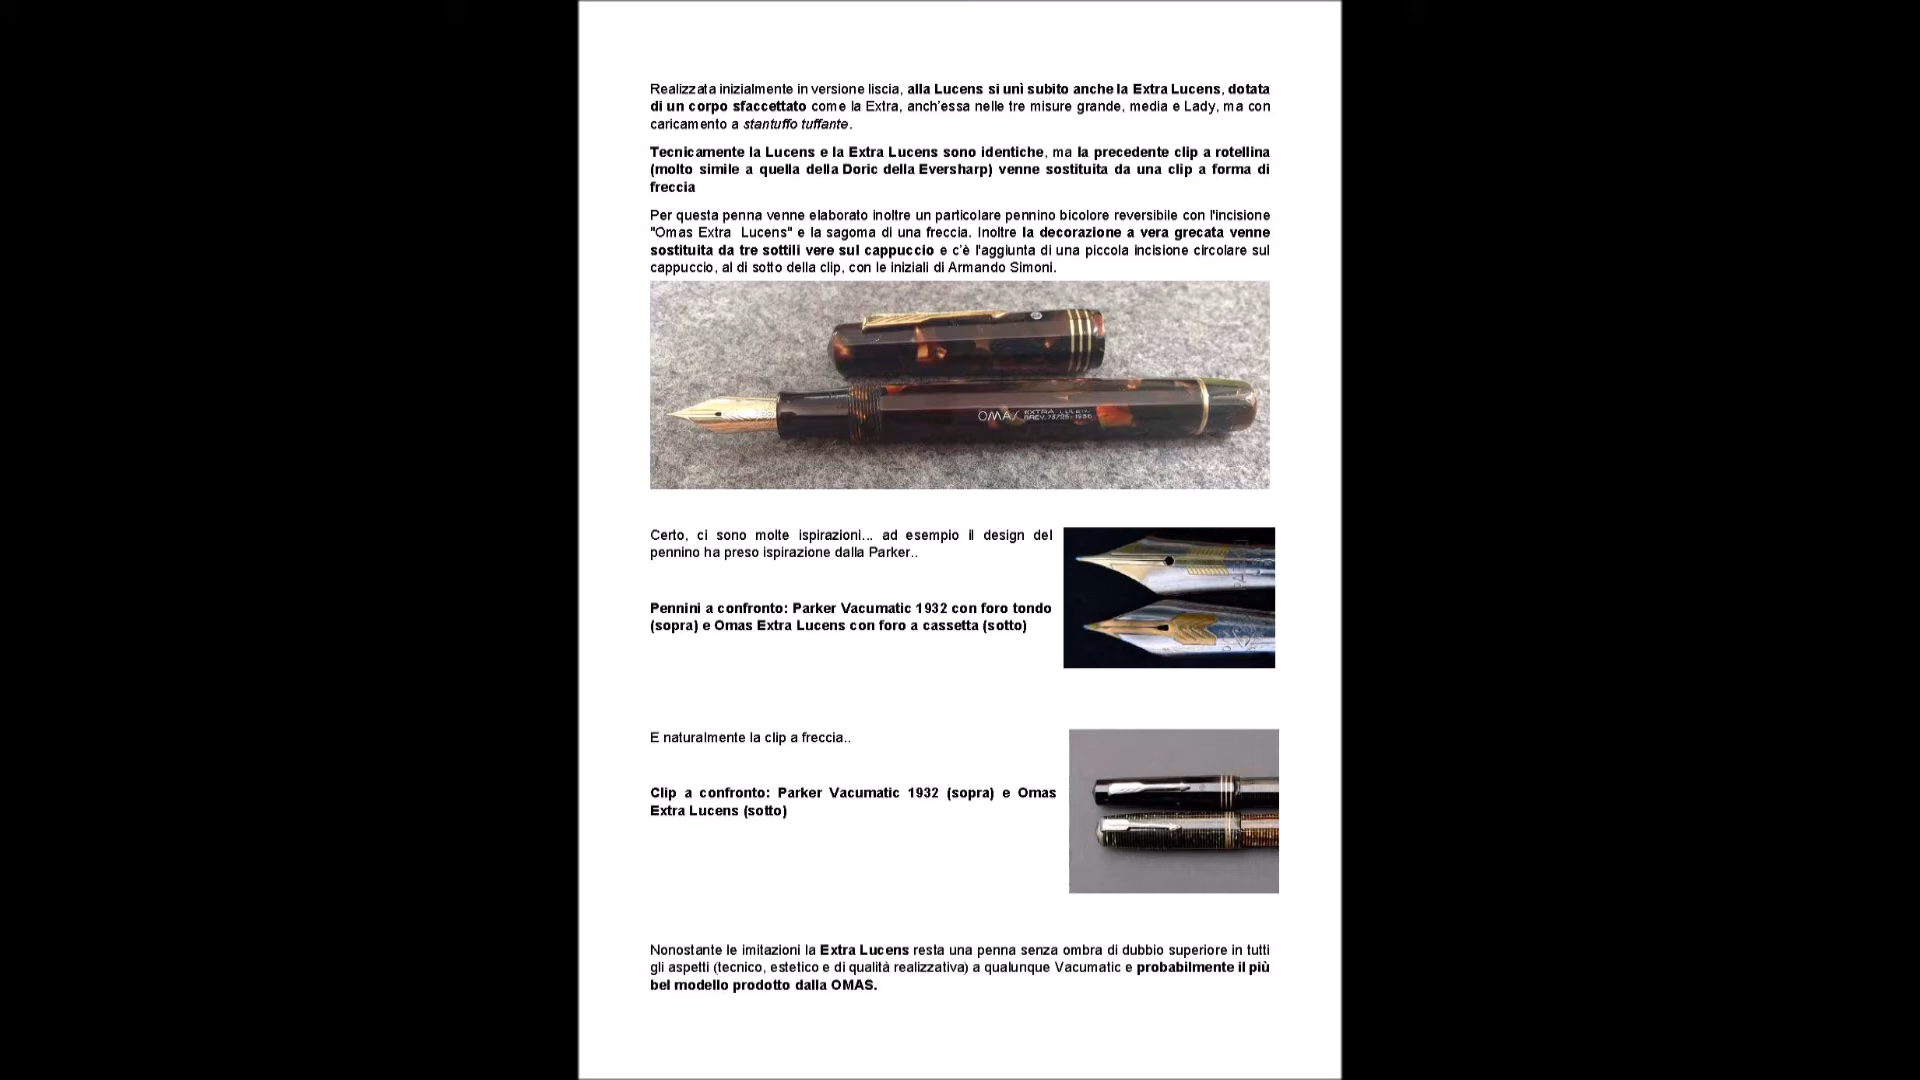 Realizzata inizialmente in versione liscia, alla Lucens si unì subito anche la Extra Lucens, dotata
di un corpo sfaccettato come la Extra, anch'essa nelle tre misure grande, media e Lady, ma con
caricamento a stantuffo tuffante.
Tecnicamente la Lucens e la Extra Lucens sono identiche, ma la precedente clip a rotellina
(molto simile a quella della Doric della Eversharp) venne sostituita da una clip a forma di
freccia
Per questa penna venne elaborato inoltre un particolare pennino bicolore reversibile con l'incisione
"Omas Extra Lucens" e la sagoma di una freccia. Inoltre la decorazione a vera grecata venne
sostituita da tre sottili vere sul cappuccio e c'è l'aggiunta di una piccola incisione circolare sul
cappuccio, al di sotto della clip, con le iniziali di Armando Simoni.
OMAS EXTRA LUCENS
Certo, ci sono molte ispirazioni... ad esempio il design del
pennino ha preso ispirazione dalla Parker..
Pennini a confronto: Parker Vacumatic 1932 con foro tondo
(sopra) e Omas Extra Lucens con foro a cassetta (sotto)
E naturalmente la clip a freccia..
Clip a confronto: Parker Vacumatic 1932 (sopra) e Omas
Extra Lucens (sotto)
Nonostante le imitazioni la Extra Lucens resta una penna senza ombra di dubbio superiore in tutti
gli aspetti (tecnico, estetico e di qualità realizzativa) a qualunque Vacumatic e probabilmente il più
bel modello prodotto dalla OMAS.